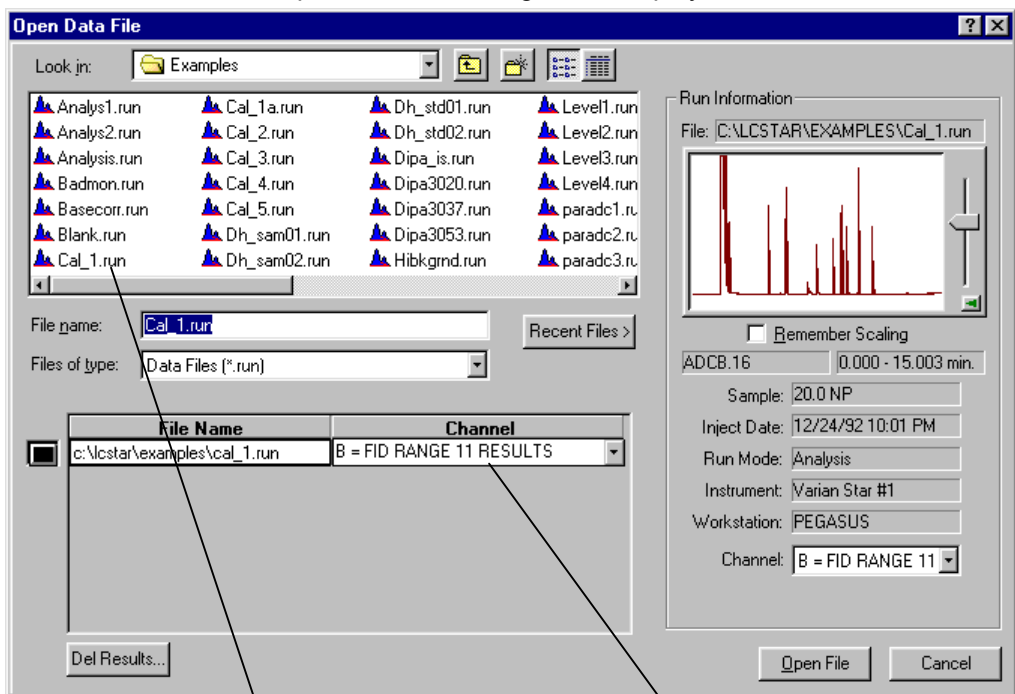 Open Data File
Look in: Examples
Analys1.run Cal_1a.run Dh_std01.run Level1.run
Analys2.run Cal_2.run Dh_std02.run Level2.run
Analysis.run Cal_3.run Dipa_is.run Level3.run
Badmon.run Cal_4.run Dipa3020.run Level4.run
Basecorr.run Cal_5.run Dipa3037.run paradc1.ru
Blank.run Dh_sam01.run Dipa3053.run paradc2.ru
Cal_1.run Dh_sam02.run Hibkgrnd.run paradc3.ru
File name: Cal_1.run
Recent Files >
Files of type: Data Files (*.run)
File Name Channel
c:\lcstar\examples\cal_1.run B = FID RANGE 11 RESULTS
Del Results...
Run Information
File: C:\LCSTAR\EXAMPLES\Cal_1.run
Remember Scaling
ADCB.16 0.000 - 15.003 min.
Sample: 20.0 NP
Inject Date: 12/24/92 10:01 PM
Run Mode: Analysis
Instrument: Varian Star #1
Workstation: PEGASUS
Channel: B = FID RANGE 11
Open File Cancel